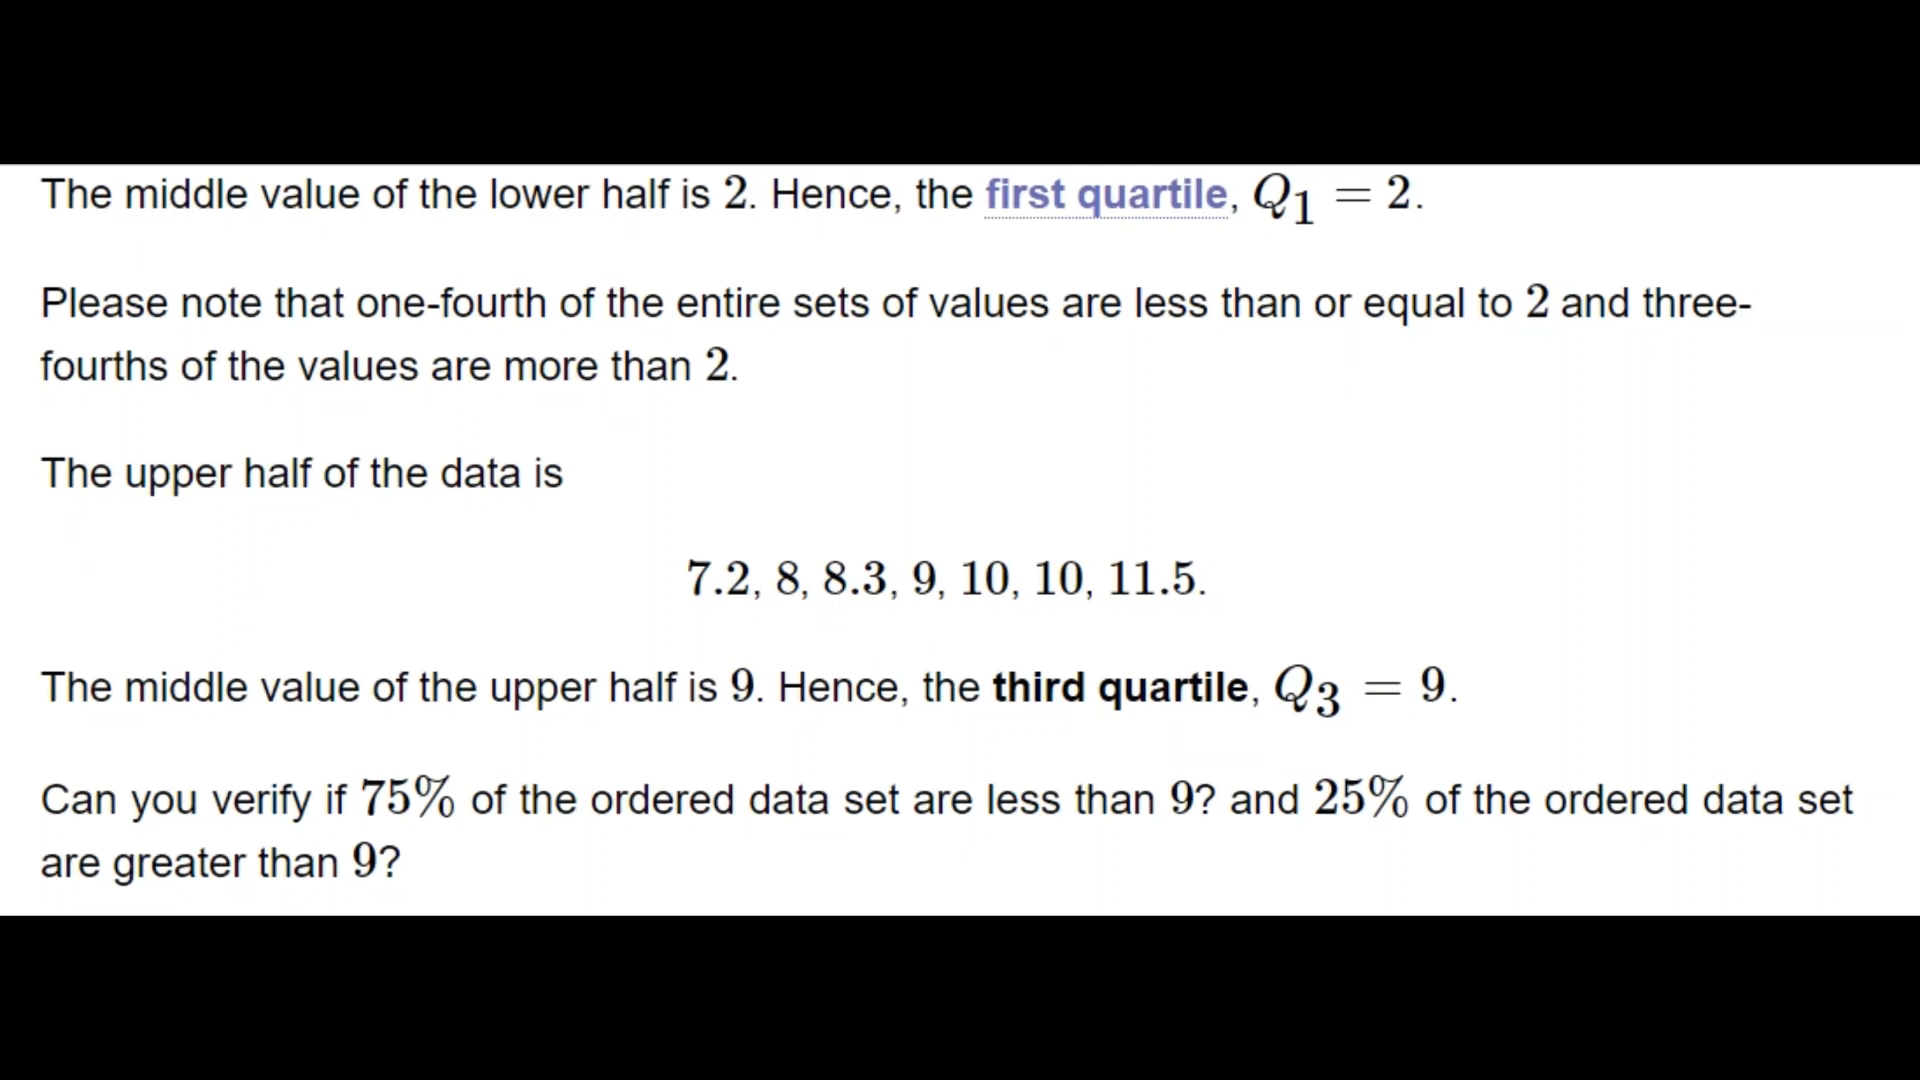 The middle value of the lower half is 2. Hence, the first quartile, Q₁ = 2.
Please note that one-fourth of the entire sets of values are less than or equal to 2 and three-
fourths of the values are more than 2.
The upper half of the data is
7.2, 8, 8.3, 9, 10, 10, 11.5.
The middle value of the upper half is 9. Hence, the third quartile, Q₃ = 9.
Can you verify if 75% of the ordered data set are less than 9? and 25% of the ordered data set
are greater than 9?